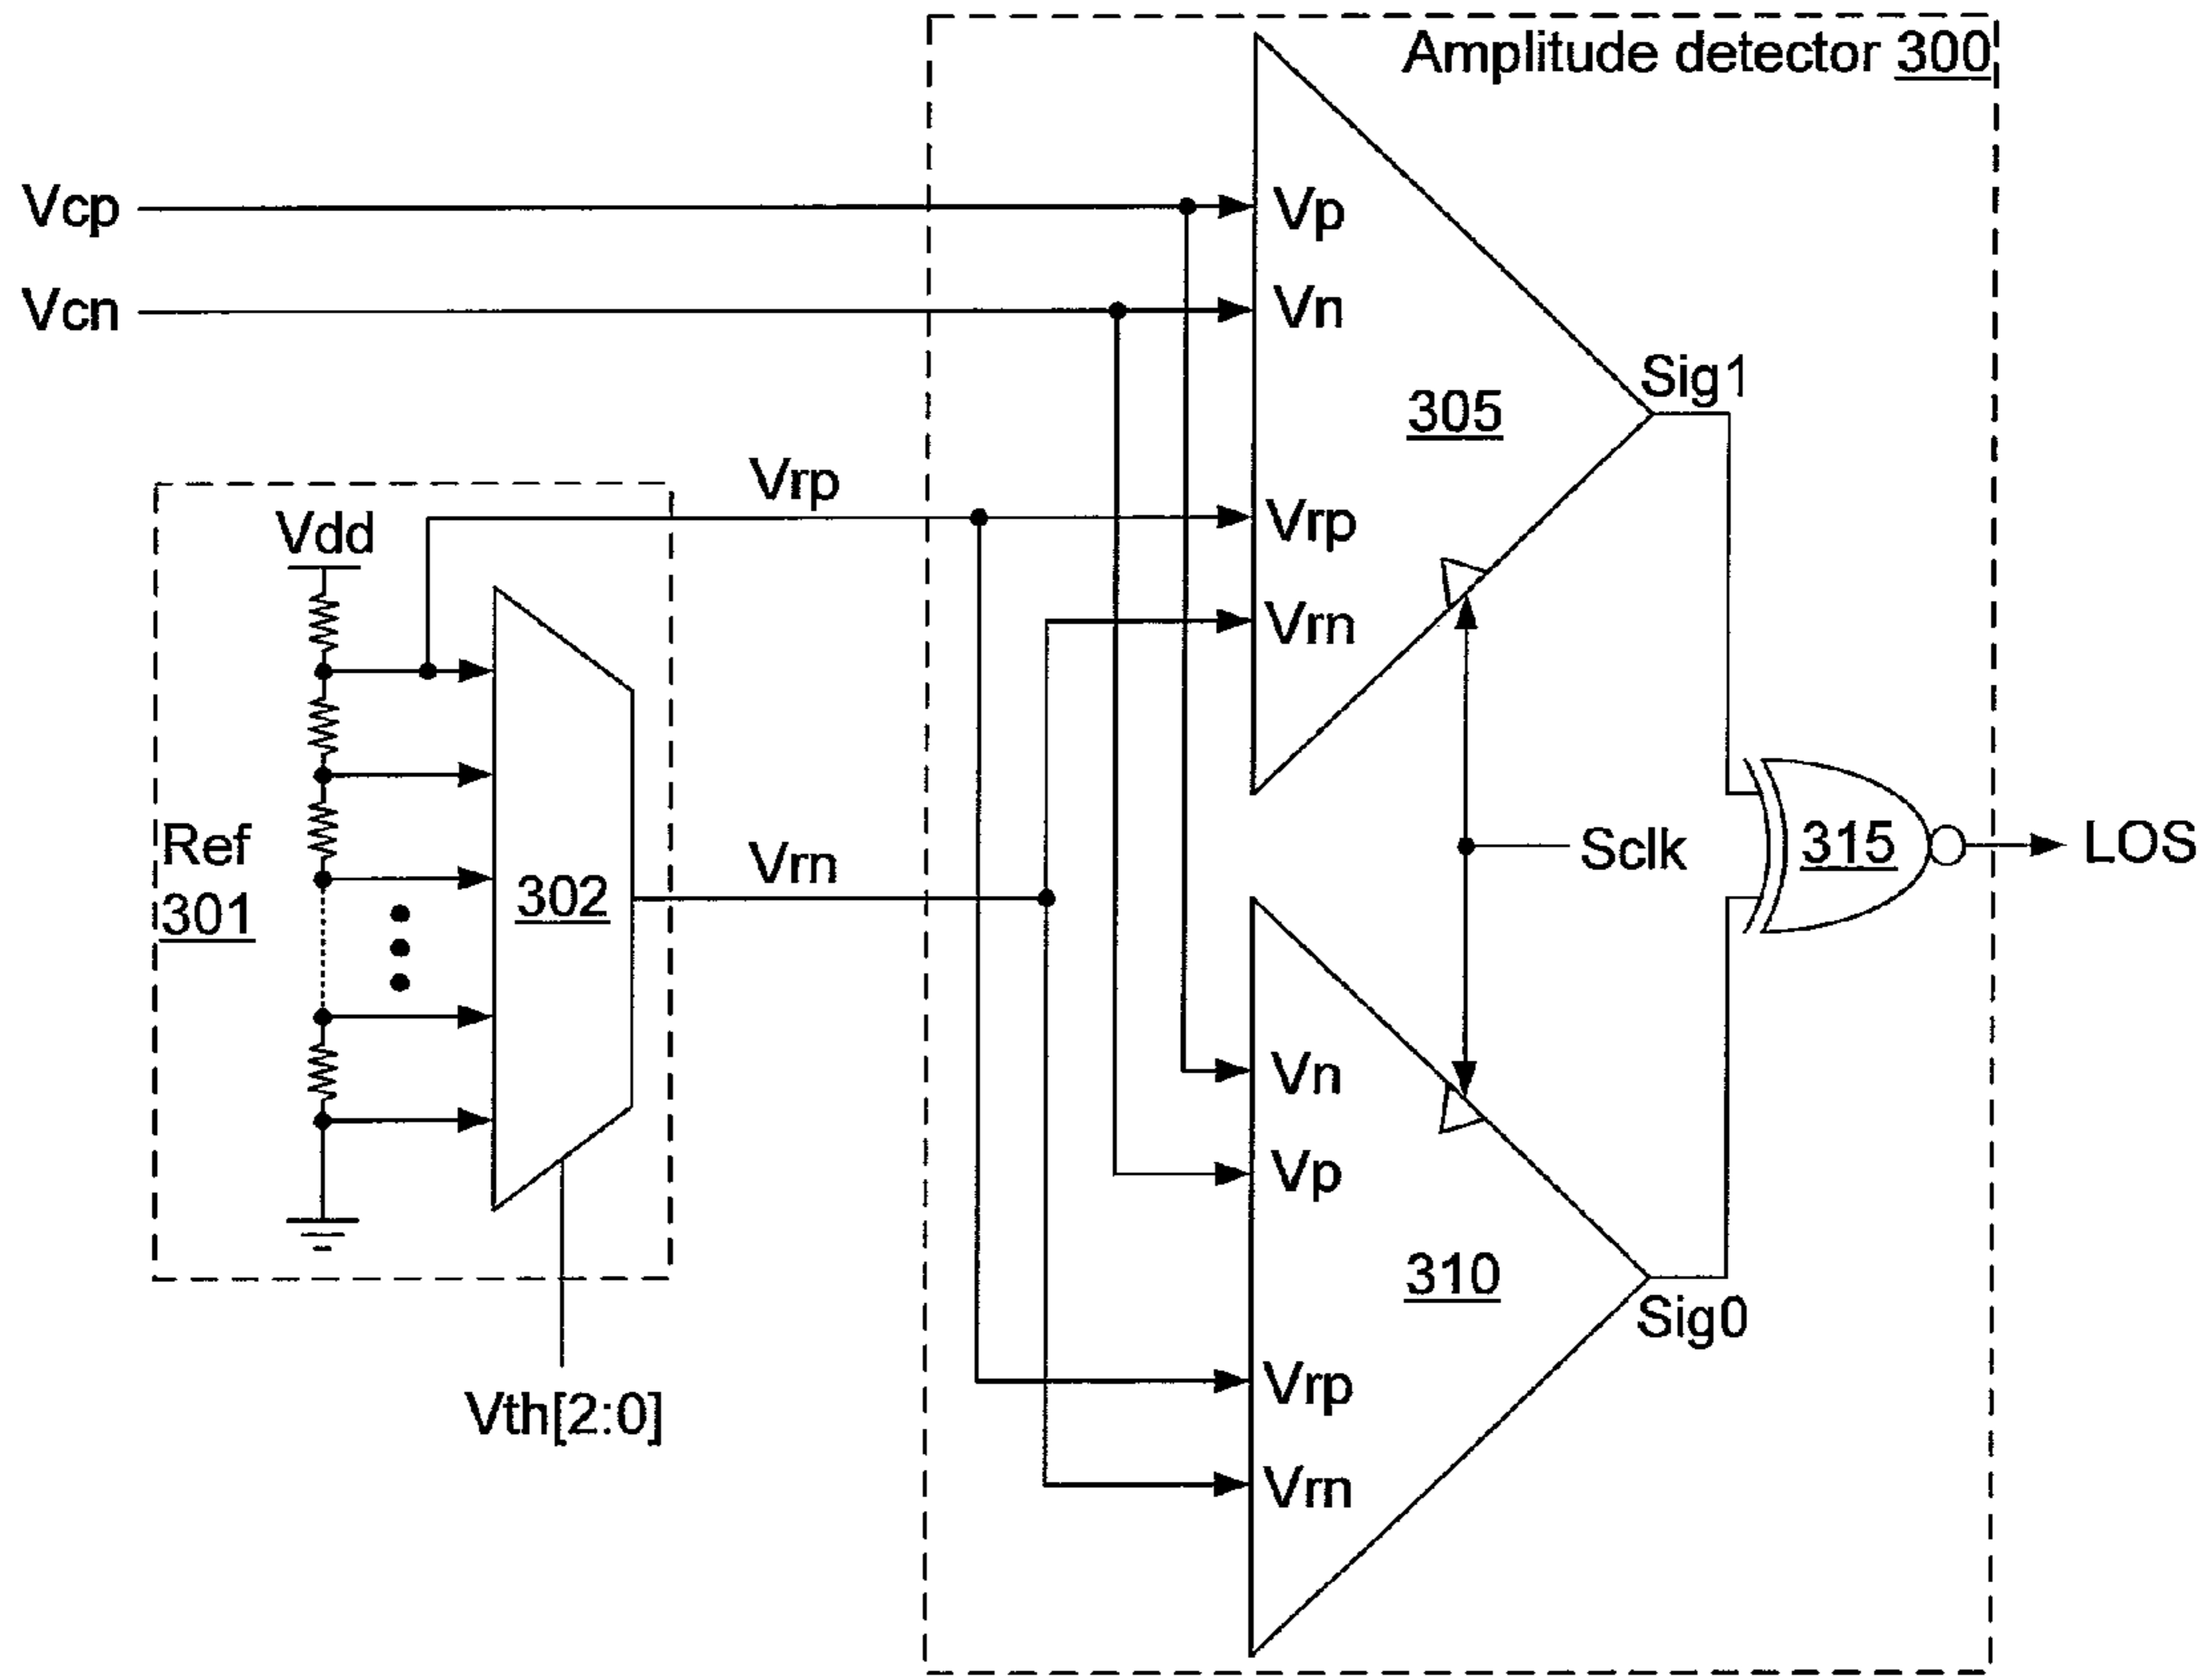 Amplitude detector 300
Vcp
Vp
Vcn
Vn
Sig1
305
Vrp
Vrp
Vdd
Vrn
Ref
301
302
Vrn
Sclk
315
LOS
Vn
Vp
310
Sig0
Vrp
Vth[2:0]
Vrn